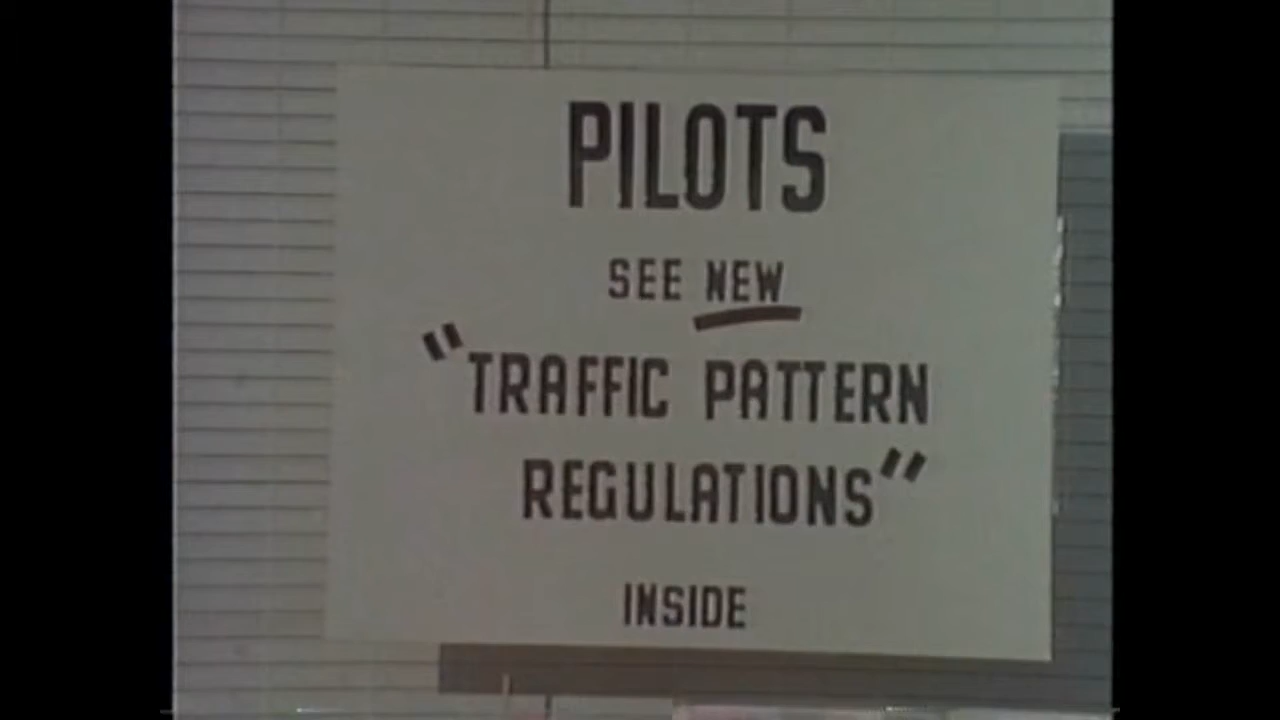 PILOTS
SEE NEW
"TRAFFIC PATTERN
REGULATIONS"
INSIDE